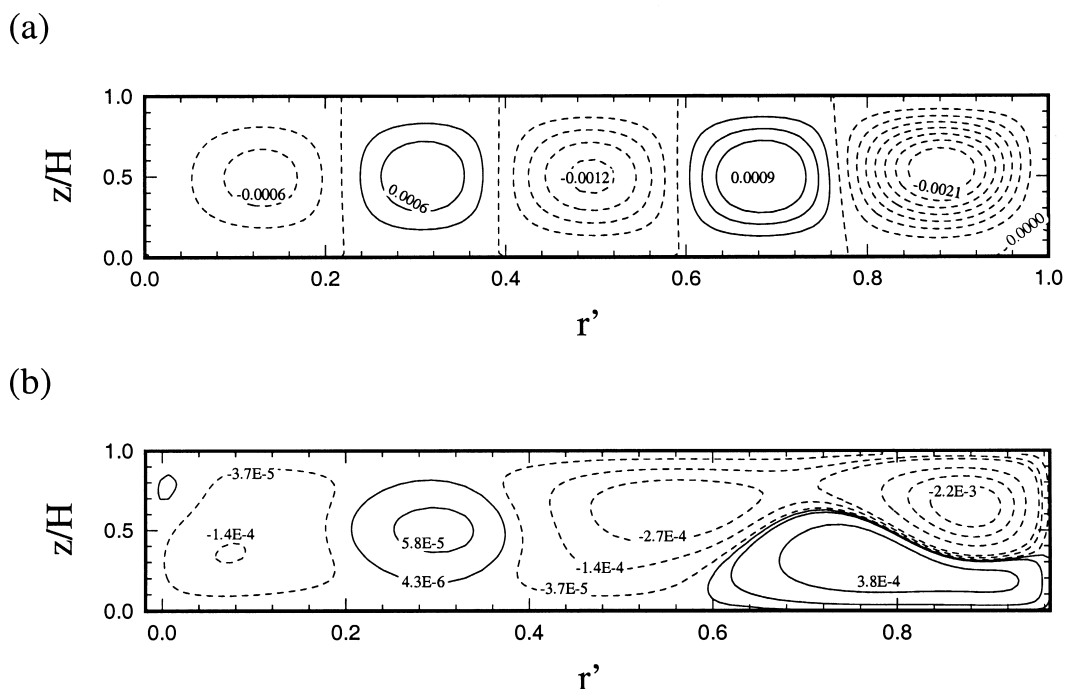 (a)
1.0
z/H
0.5
0.0
-0.0006
0.0006
-0.0012
0.0009
-0.0021
-0.0000
0.0 0.2 0.4 0.6 0.8 1.0
r’
(b)
1.0
z/H
0.5
0.0
-3.7E-5
-1.4E-4
5.8E-5
4.3E-6
-2.7E-4
-1.4E-4
-3.7E-5
-2.2E-3
3.8E-4
0.0 0.2 0.4 0.6 0.8
r’